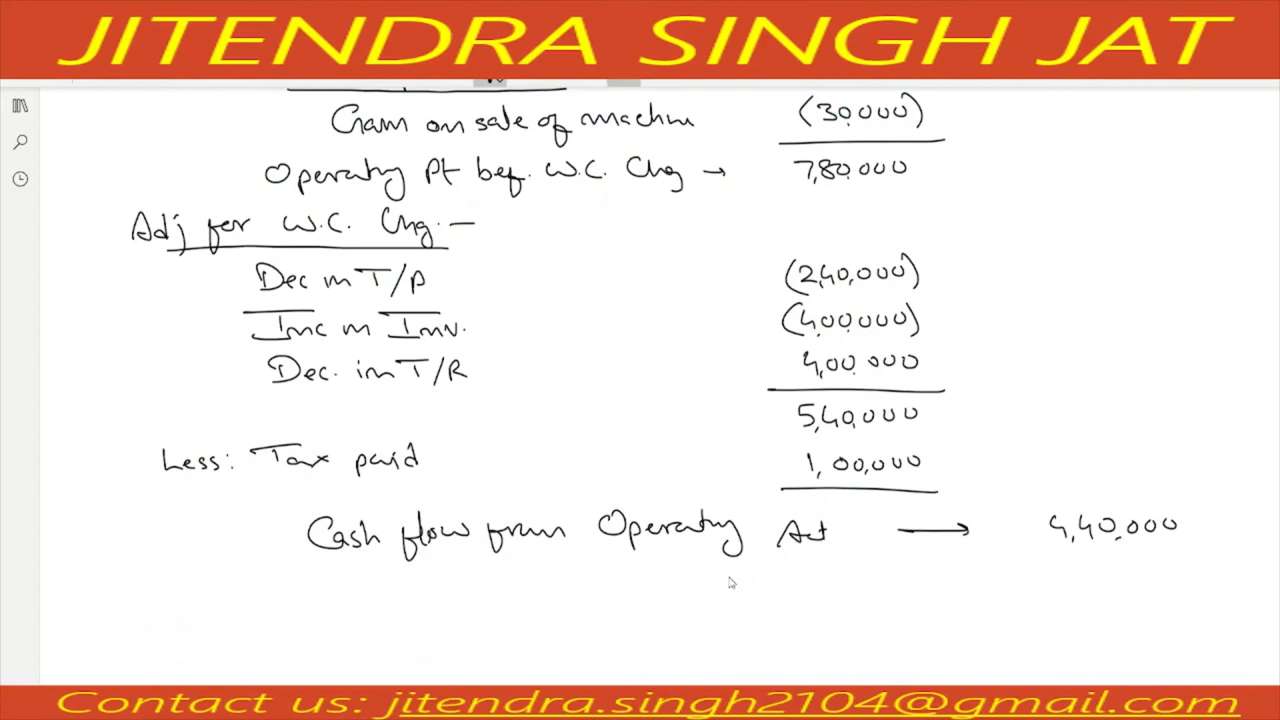 JITENDRA SINGH JAT
Gain on sale of machine (30,000)
Operating Pt bef. W.C. Chg → 7,80,000
Adj for W.C. Chg. —
Dec in T/P (2,40,000)
Inc in Inv. (4,00,000)
Dec. in T/R 4,00,000
5,40,000
Less: Tax paid 1,00,000
Cash flow from Operating Act → 4,40,000
Contact us: jitendra.singh2104@gmail.com